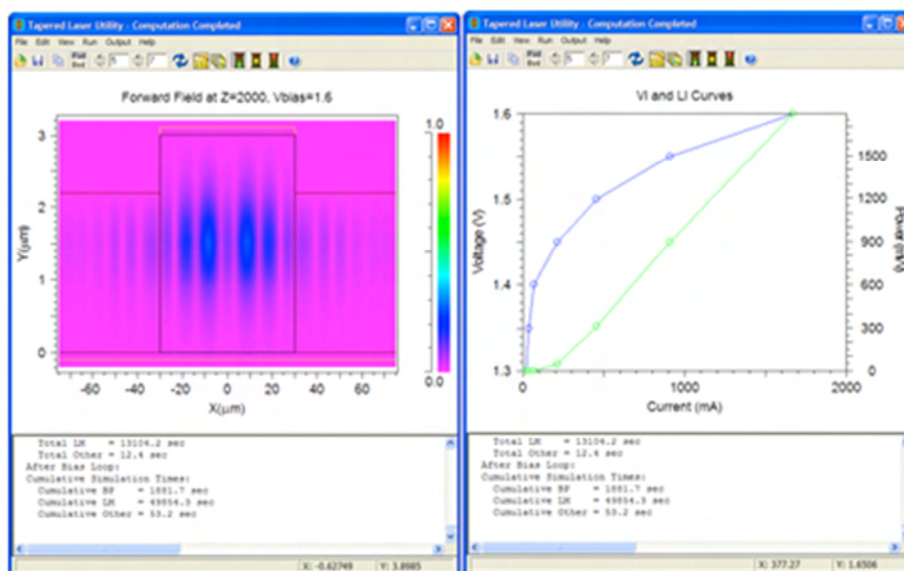 Tapered Laser Utility - Computation Completed
File Edit View Run Output Help
Forward Field at Z=2000, Vbias=1.6
1.0
3
2
1
0
0.0
Y(μm)
-60 -40 -20 0 20 40 60
X(μm)
Total LM = 13104.2 sec
Total Other = 12.4 sec
After Bias Loop:
Cumulative Simulation Times:
Cumulative BP = 1881.7 sec
Cumulative LM = 49854.3 sec
Cumulative Other = 53.2 sec
X: -0.62749 Y: 3.8985
Tapered Laser Utility - Computation Completed
File Edit View Run Output Help
VI and LI Curves
1.6
1.5
1.4
1.3
Voltage (V)
1500
1200
900
600
300
0
Power (mW)
0 1000 2000
Current (mA)
Total LM = 13104.2 sec
Total Other = 12.4 sec
After Bias Loop:
Cumulative Simulation Times:
Cumulative BP = 1881.7 sec
Cumulative LM = 49854.3 sec
Cumulative Other = 53.2 sec
X: 377.27 Y: 1.6506